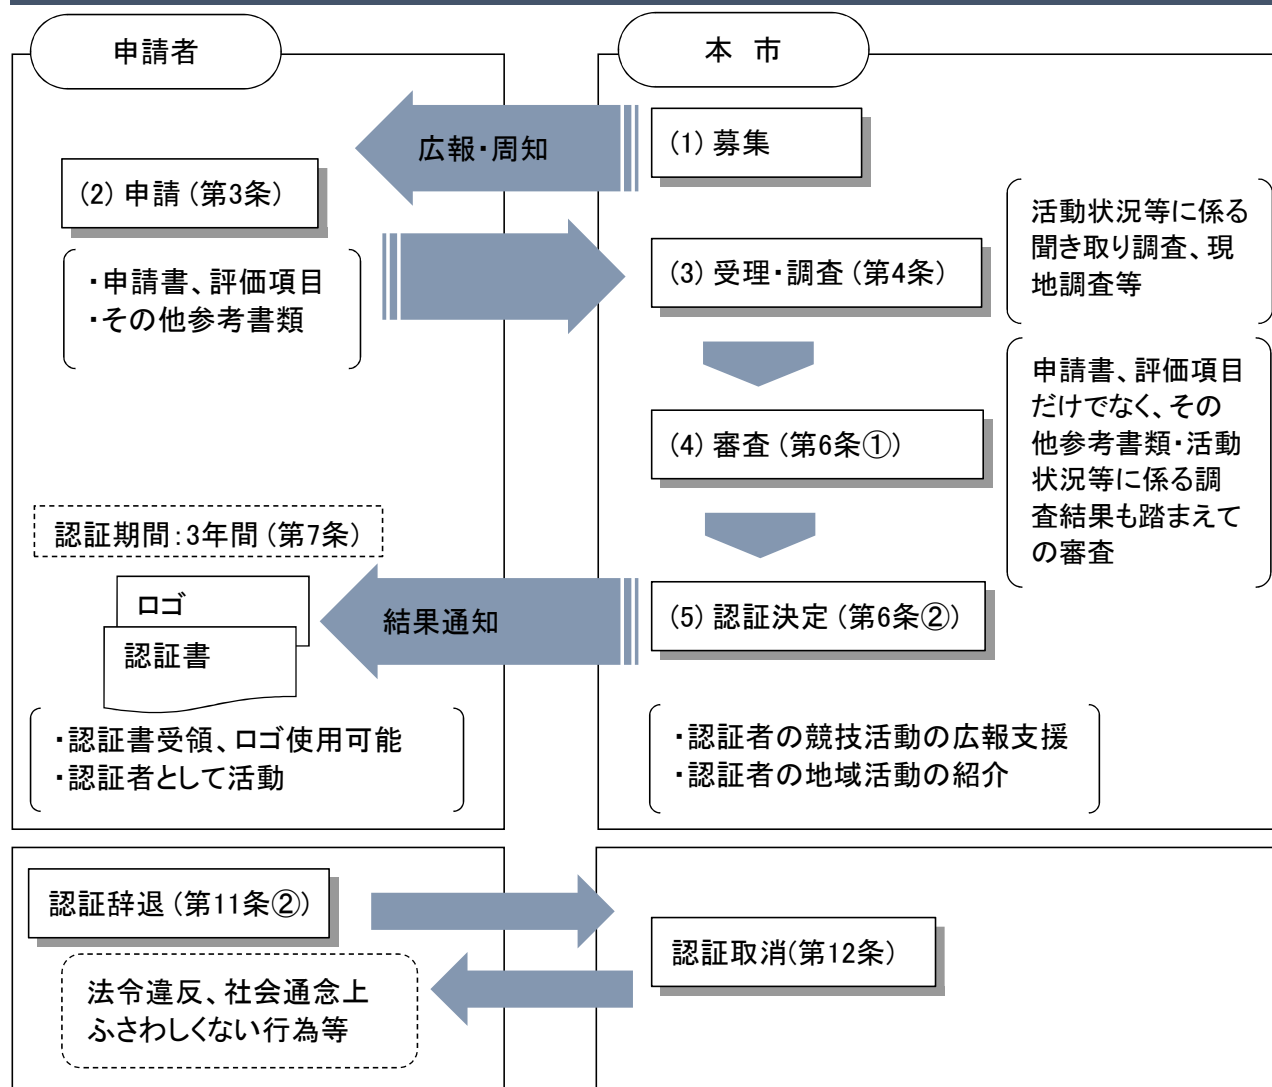 申請者
本 市
広報・周知
(1) 募集
(2) 申請 (第3条)
・申請書、評価項目
・その他参考書類
(3) 受理・調査 (第4条)
活動状況等に係る
聞き取り調査、現
地調査等
(4) 審査 (第6条①)
申請書、評価項目
だけでなく、その
他参考書類・活動
状況等に係る調
査結果も踏まえて
の審査
認証期間：3年間 (第7条)
ロゴ
認証書
結果通知
(5) 認証決定 (第6条②)
・認証書受領、ロゴ使用可能
・認証者として活動
・認証者の競技活動の広報支援
・認証者の地域活動の紹介
認証辞退 (第11条②)
認証取消(第12条)
法令違反、社会通念上
ふさわしくない行為等